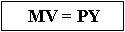 MV = PY